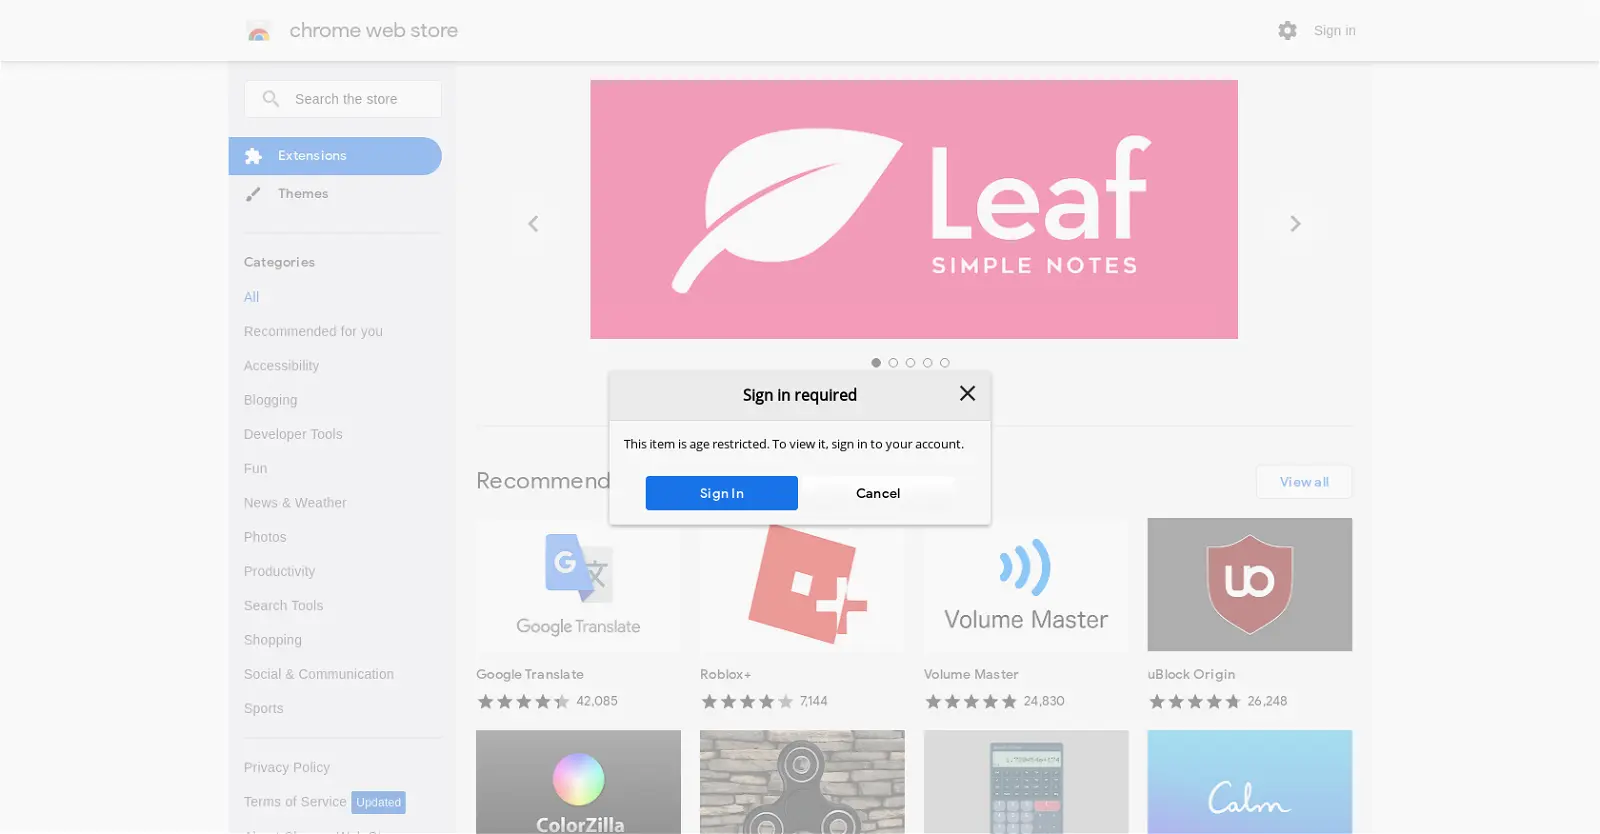 chrome web store
Sign in
Search the store
Extensions
Themes
Categories
All
Recommended for you
Accessibility
Blogging
Developer Tools
Fun
News & Weather
Photos
Productivity
Search Tools
Shopping
Social & Communication
Sports
Privacy Policy
Terms of Service Updated
Leaf
SIMPLE NOTES
Sign in required
This item is age restricted. To view it, sign in to your account.
Sign In
Cancel
Recommend
View all
G
Google Translate
Volume Master
uo
Google Translate
42,085
Roblox+
7,144
Volume Master
24,830
uBlock Origin
26,248
ColorZilla
Calm